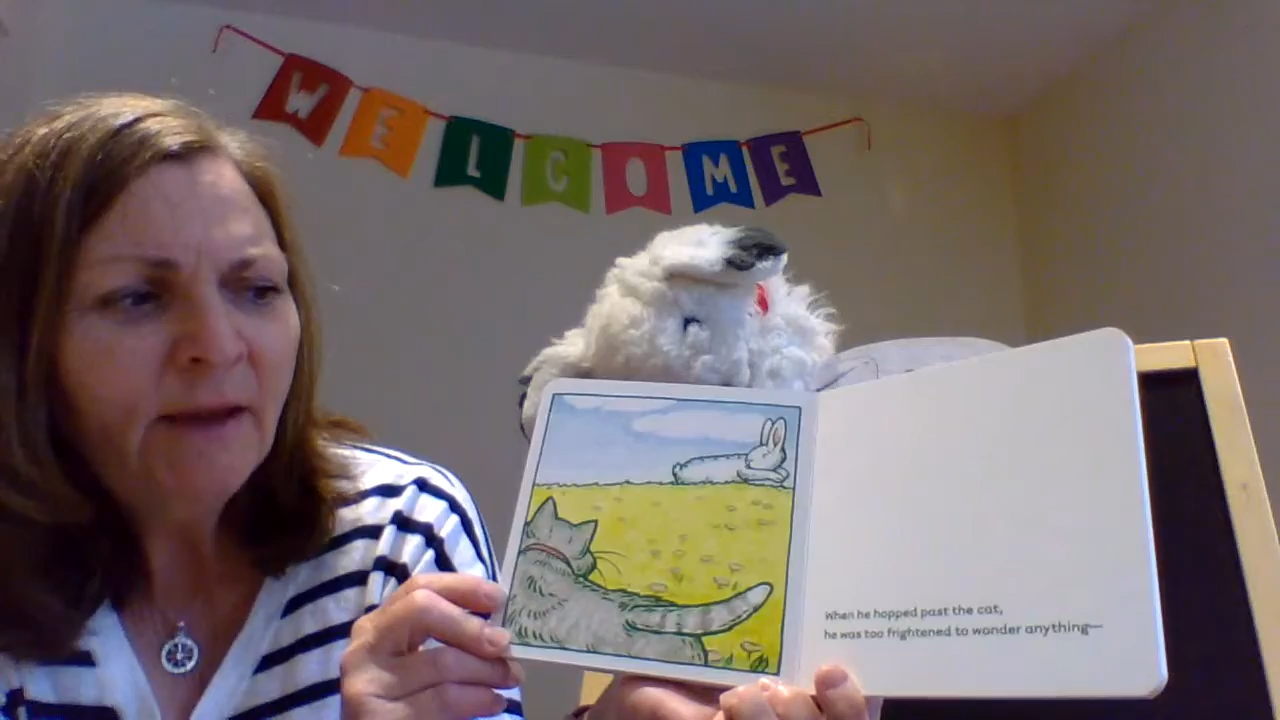 WELCOME
When he hopped past the cat,
he was too frightened to wonder anything—